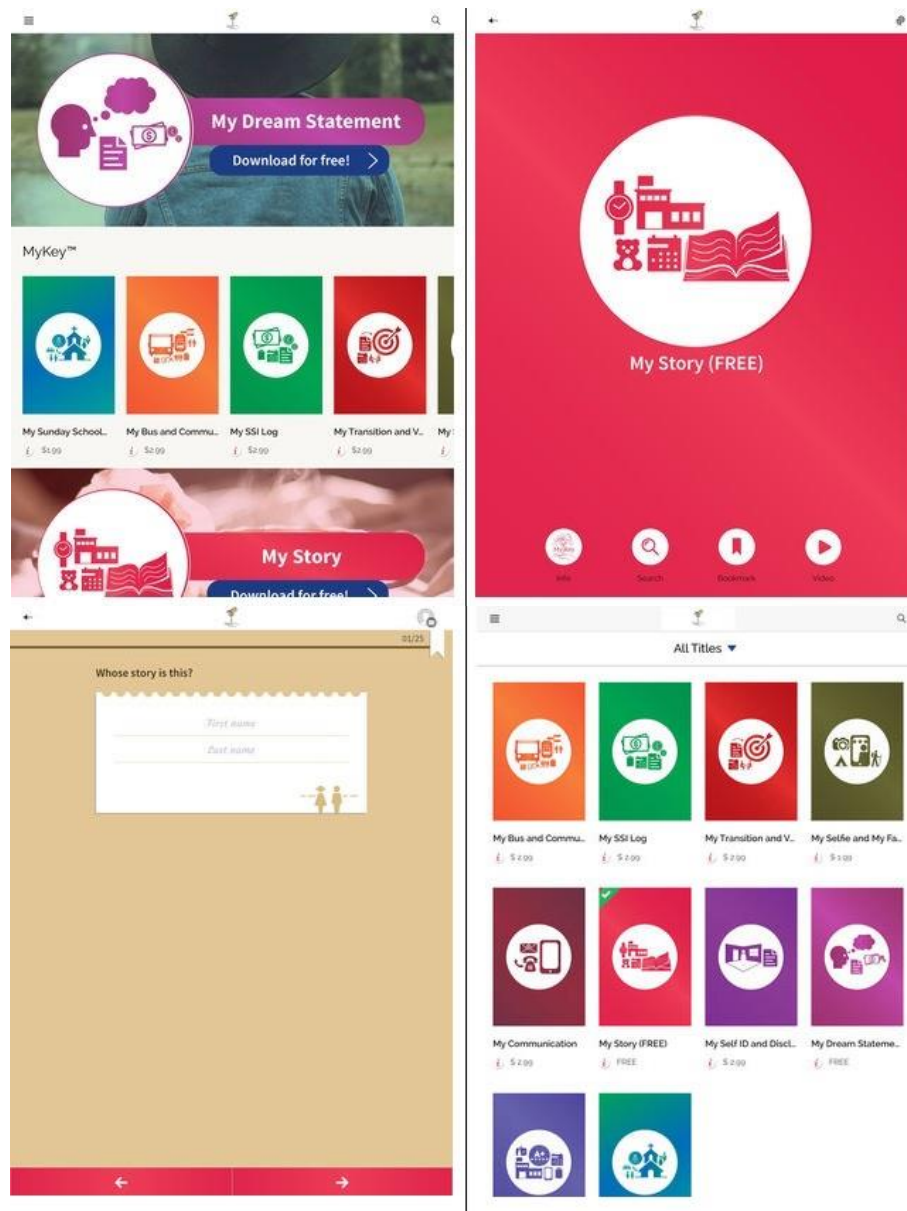 My Dream Statement
Download for free!
MyKey™
My Sunday School...
My Bus and Commu...
My SSI Log
My Transition and V...
My
i $1.99
i $2.99
i $2.99
i $2.99
i
My Story
Download for free!
My Story (FREE)
MyKey
Info
Search
Bookmark
Video
01/25
Whose story is this?
First name
Last name
All Titles
My Bus and Commu...
My SSI Log
My Transition and V...
My Selfie and My Fa...
i $ 2.99
i $ 2.99
i $ 2.99
i $ 1.99
My Communication
My Story (FREE)
My Self ID and Discl...
My Dream Stateme...
i $ 2.99
i FREE
i $ 2.99
i FREE
A+